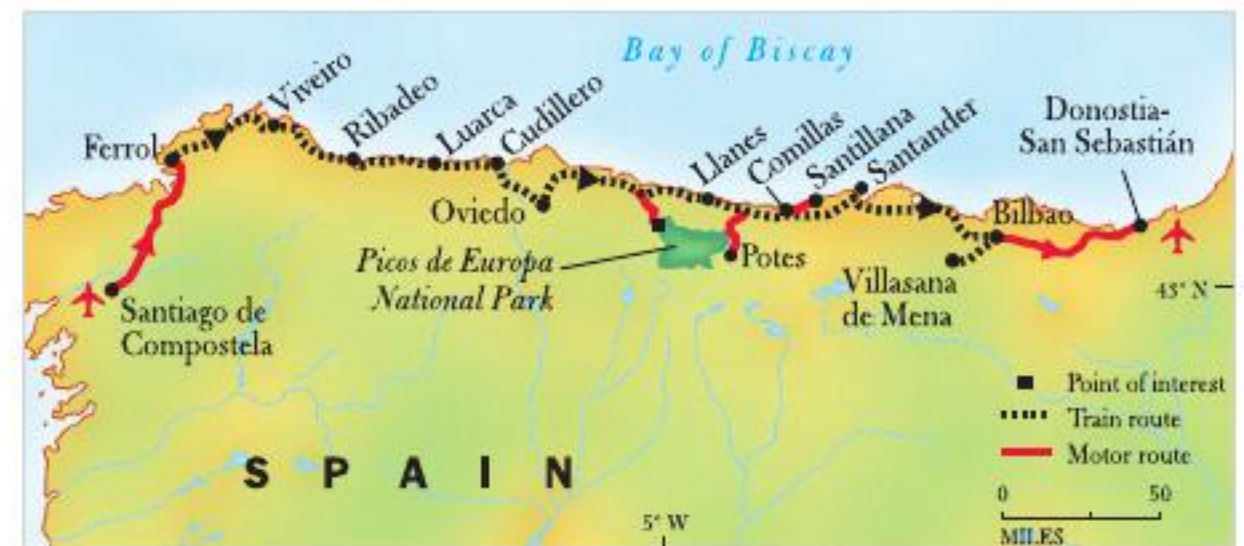 Bay of Biscay
Ferrol
Viveiro
Ribadeo
Luarca
Cudillero
Oviedo
Llanes
Comillas
Santillana
Santander
Donostia-
San Sebastián
Bilbao
Picos de Europa
National Park
Potes
Villasana
de Mena
43° N
Santiago de
Compostela
Point of interest
Train route
Motor route
SPAIN
0 50
MILES
5° W